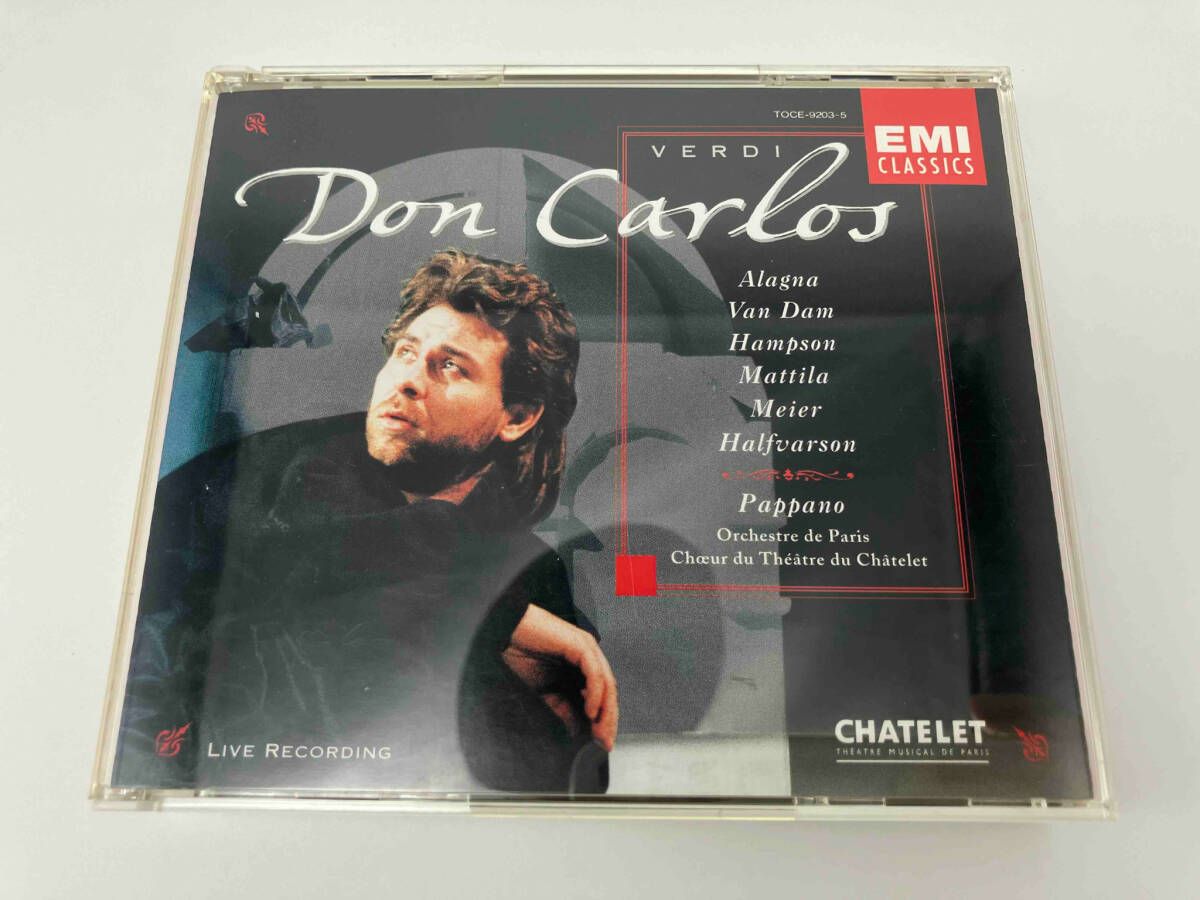 TOCE-9203-5
EMI
CLASSICS
VERDI
Don Carlos
Alagna
Van Dam
Hampson
Mattila
Meier
Halfvarson
Pappano
Orchestre de Paris
Chœur du Théâtre du Châtelet
LIVE RECORDING
CHATELET
THÉATRE MUSICAL DE PARIS